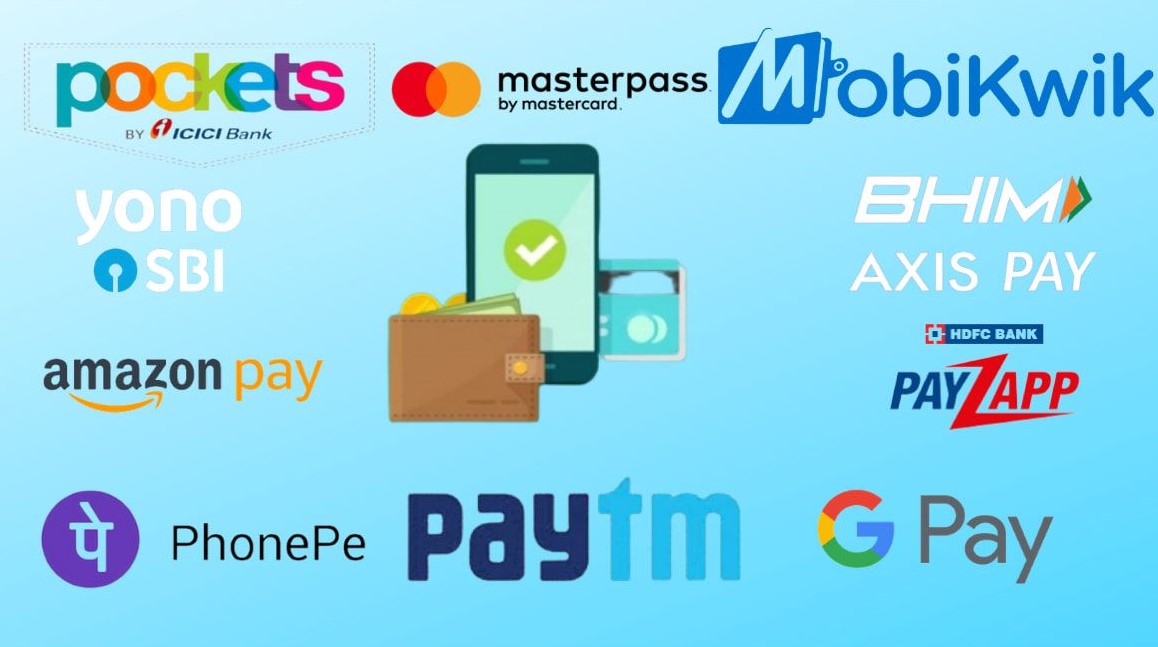 pockets
BY ICICI Bank
masterpass
by mastercard.
MobiKwik
yono
SBI
BHIM
AXIS PAY
amazon pay
HDFC BANK
PAYZAPP
पे PhonePe
paytm
G Pay